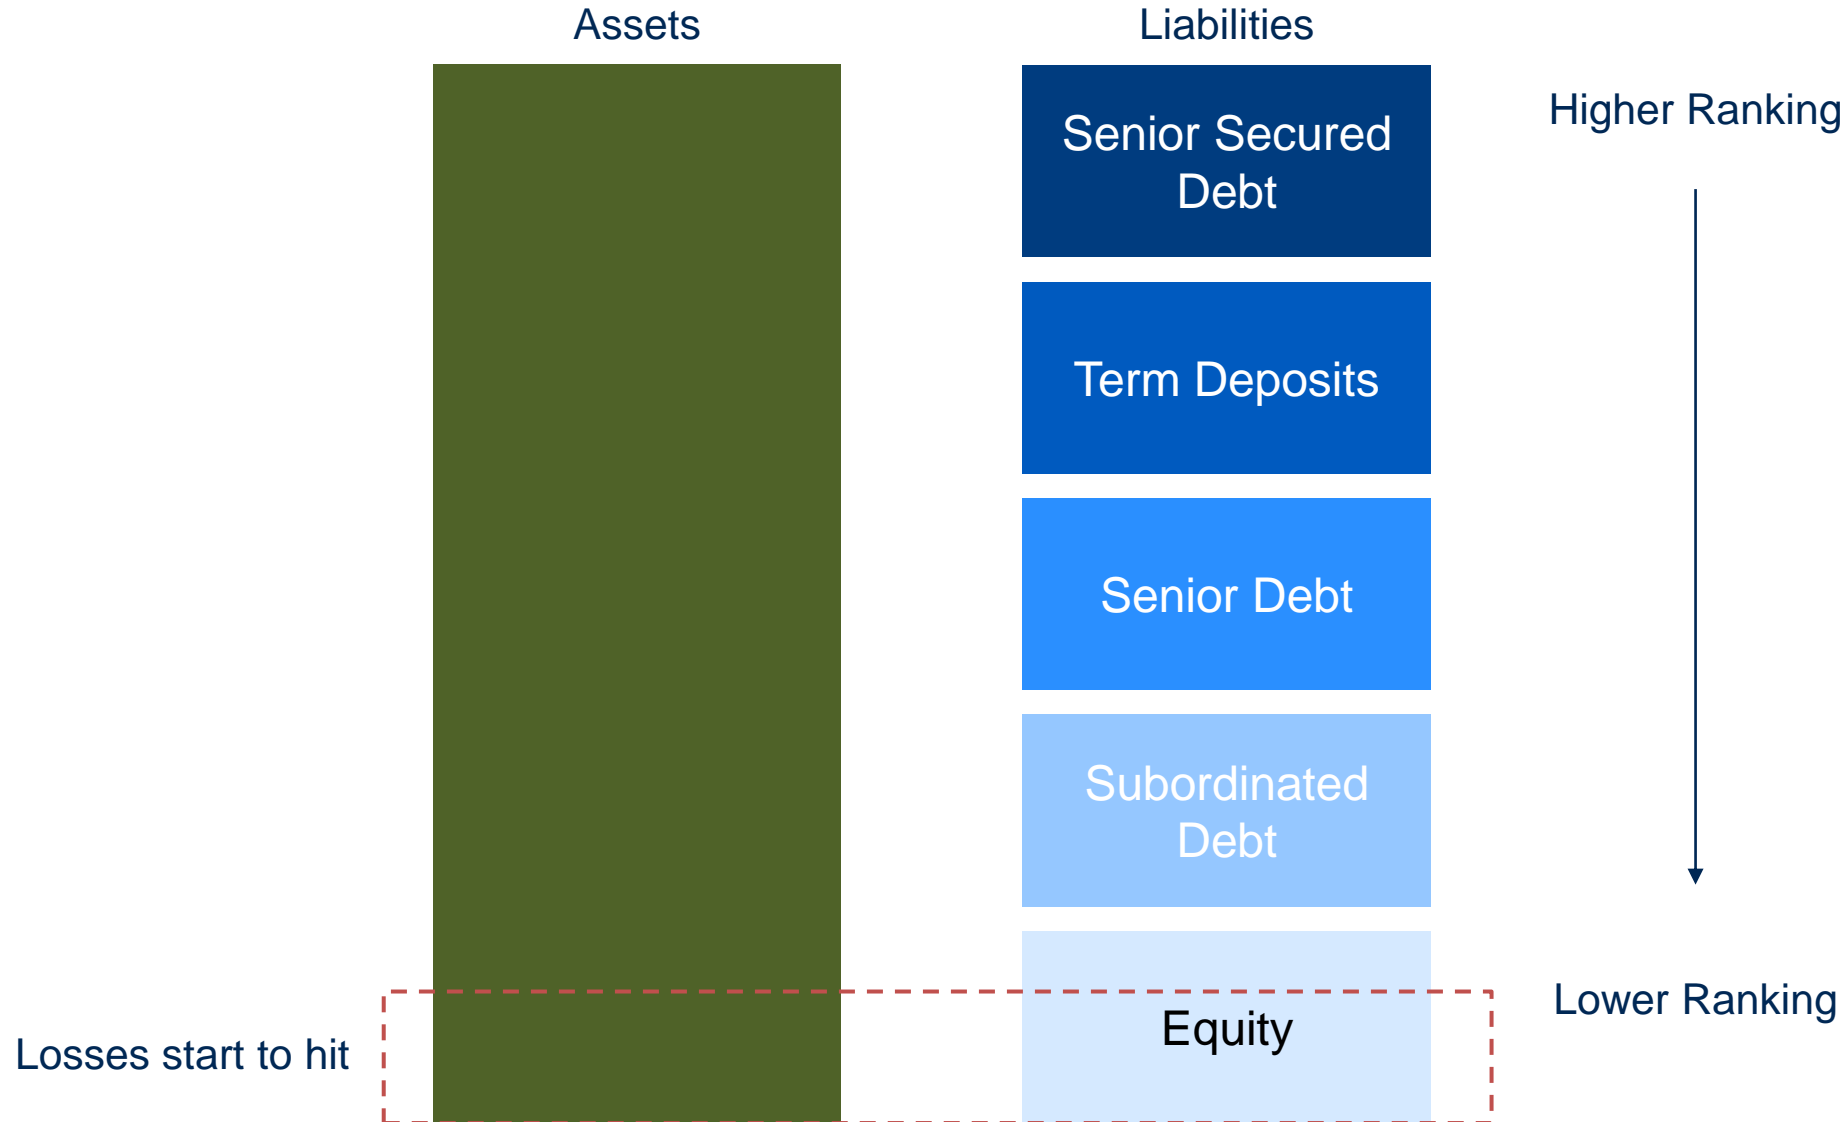 Assets
Liabilities
Senior Secured
Debt
Higher Ranking
Term Deposits
Senior Debt
Subordinated
Debt
Equity
Lower Ranking
Losses start to hit